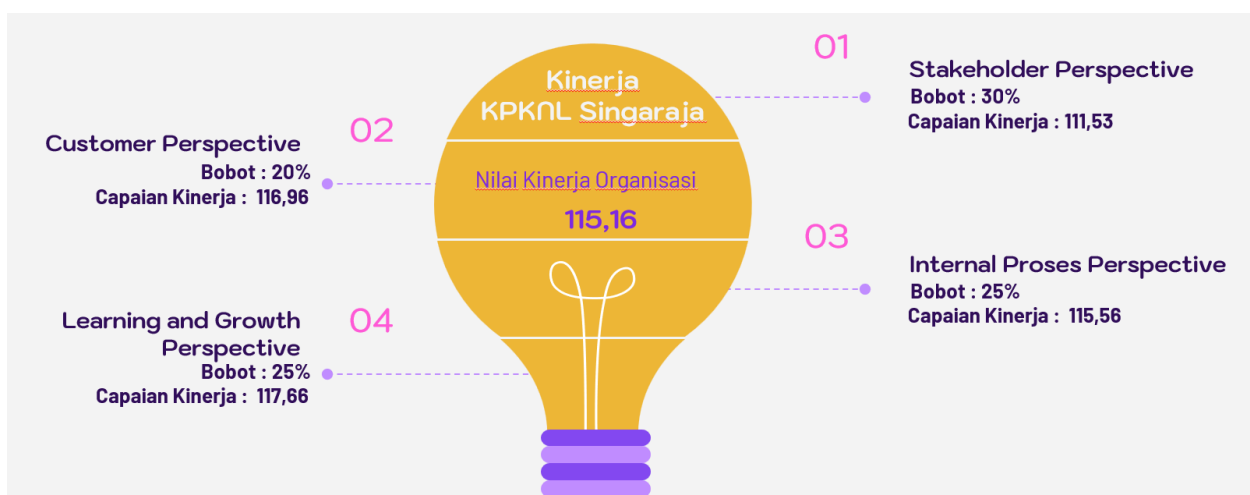 Kinerja
KPKNL Singaraja
Nilai Kinerja Organisasi
115,16
01
Stakeholder Perspective
Bobot : 30%
Capaian Kinerja : 111,53
02
Customer Perspective
Bobot : 20%
Capaian Kinerja : 116,96
03
Internal Proses Perspective
Bobot : 25%
Capaian Kinerja : 115,56
04
Learning and Growth
Perspective
Bobot : 25%
Capaian Kinerja : 117,66